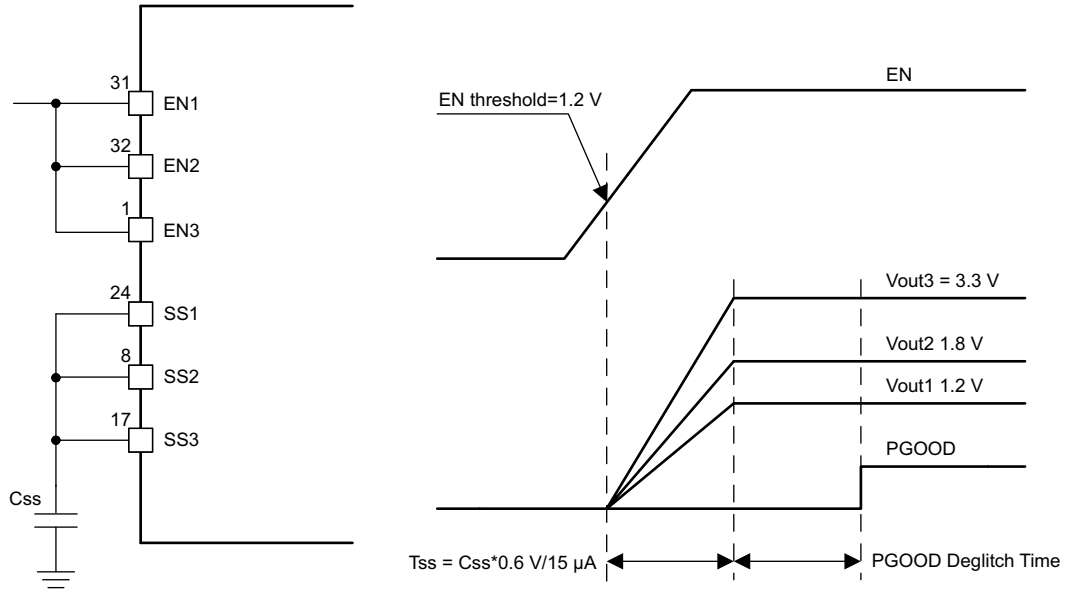 31
EN1
32
EN2
1
EN3
24
SS1
8
SS2
17
SS3
Css
EN
EN threshold=1.2 V
Vout3 = 3.3 V
Vout2 1.8 V
Vout1 1.2 V
PGOOD
Tss = Css*0.6 V/15 µA
PGOOD Deglitch Time